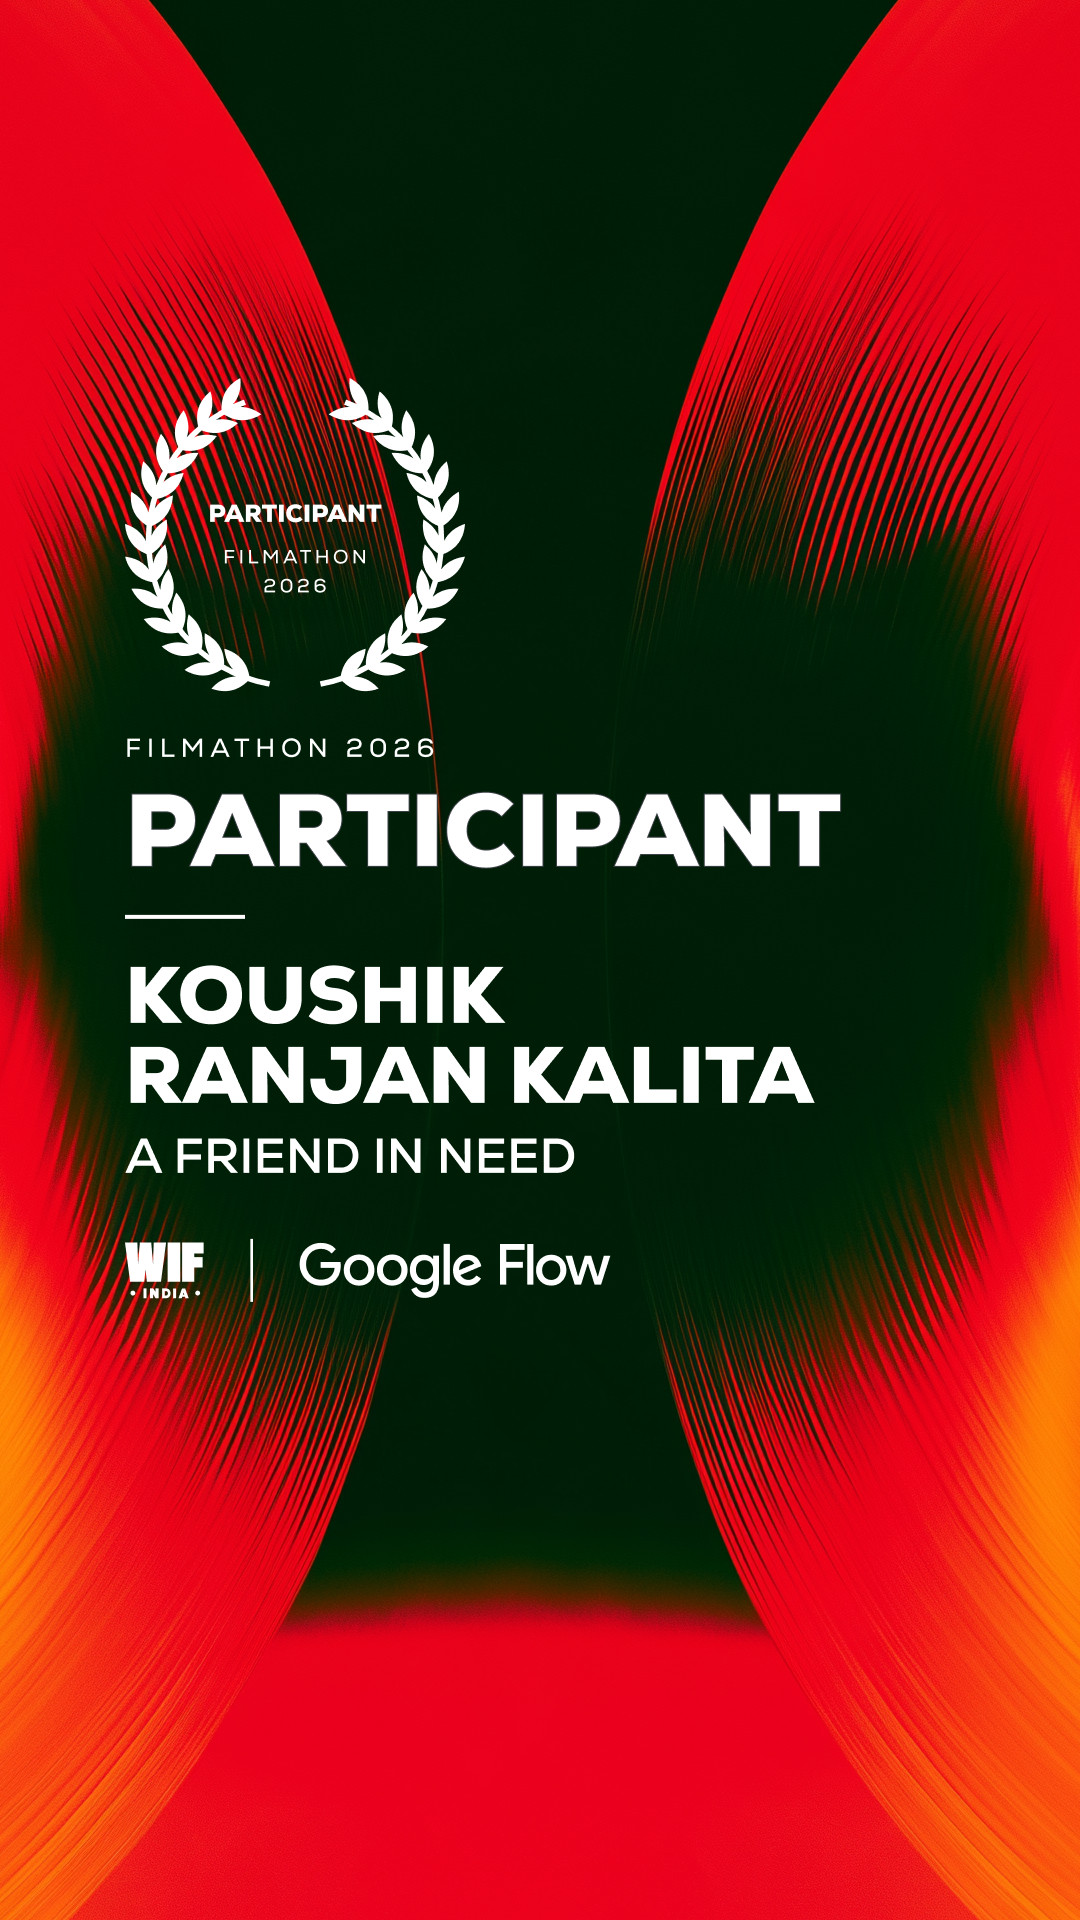 PARTICIPANT
FILMATHON
2026
FILMATHON 2026
PARTICIPANT
KOUSHIK
RANJAN KALITA
A FRIEND IN NEED
WIF
• INDIA •
Google Flow